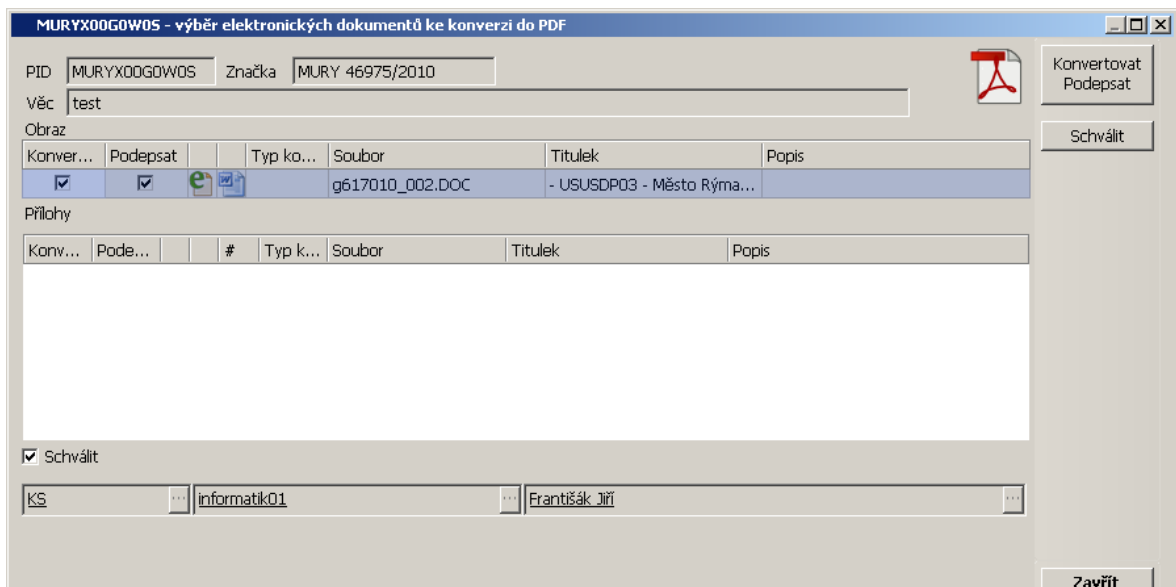 MURYX00G0W0S - výběr elektronických dokumentů ke konverzi do PDF
PID MURYX00G0W0S Značka MURY 46975/2010
Konvertovat
Podepsat
Věc test
Obraz
Schválit
Konver... Podepsat Typ ko... Soubor Titulek Popis
g617010_002.DOC - USUSDP03 - Město Rýma...
Přílohy
Konv... Pode... # Typ k... Soubor Titulek Popis
Schválit
KS ... informatik01 ... Františák Jiří ...
Zavřít